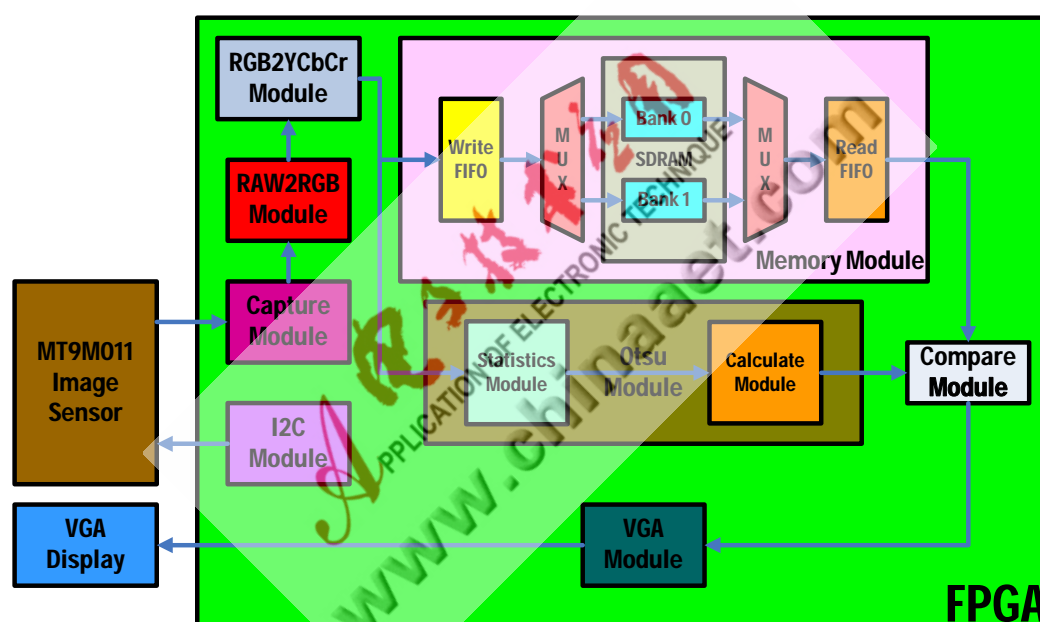 RGB2YCbCr
Module
RAW2RGB
Module
Capture
Module
MT9M011
Image
Sensor
I2C
Module
VGA
Display
Write
FIFO
M
U
X
Bank 0
SDRAM
Bank 1
M
U
X
Read
FIFO
Memory Module
Statistics
Module
Otsu
Module
Calculate
Module
Compare
Module
VGA
Module
FPGA
APPLICATION OF ELECTRONIC TECHNIQUE
www.chinaaet.com